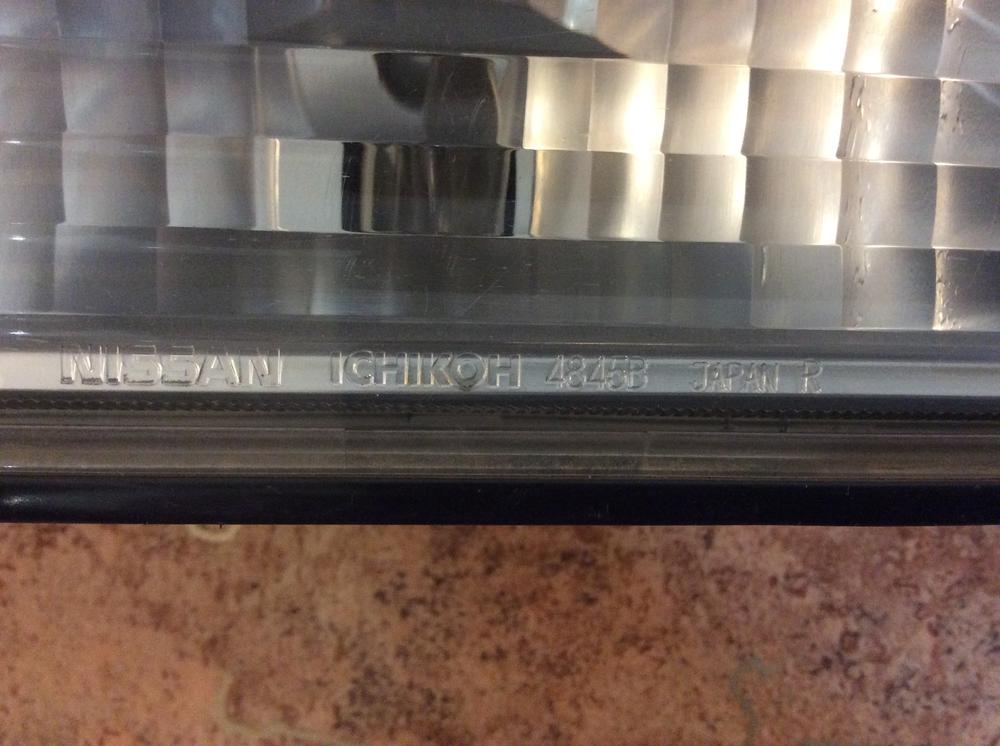 NISSAN ICHIKOH 4845B JAPAN R